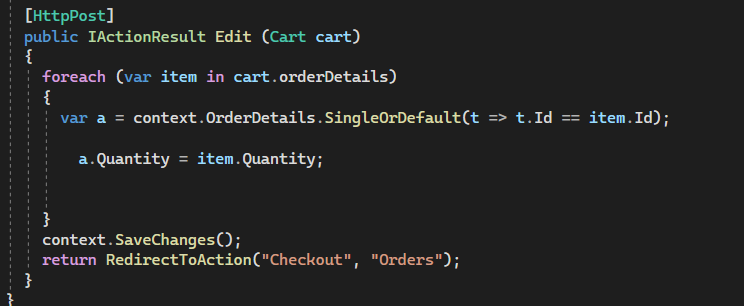 [HttpPost]
public IActionResult Edit (Cart cart)
{
foreach (var item in cart.orderDetails)
{
var a = context.OrderDetails.SingleOrDefault(t => t.Id == item.Id);
a.Quantity = item.Quantity;
}
context.SaveChanges();
return RedirectToAction("Checkout", "Orders");
}
}